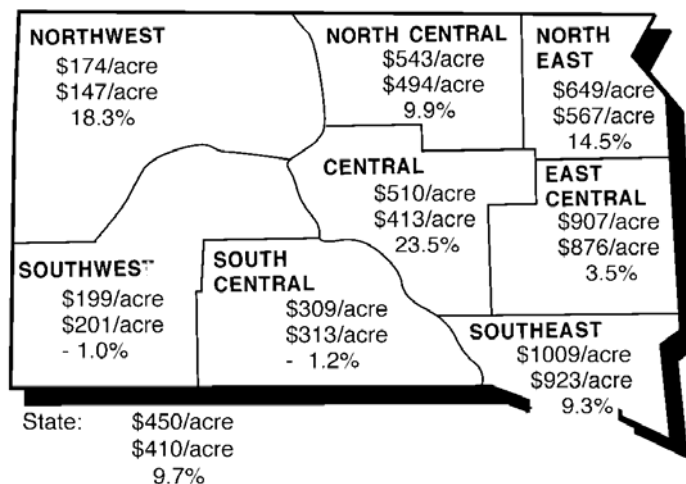 NORTHWEST
$174/acre
$147/acre
18.3%
NORTH CENTRAL
$543/acre
$494/acre
9.9%
NORTH
EAST
$649/acre
$567/acre
14.5%
CENTRAL
$510/acre
$413/acre
23.5%
EAST
CENTRAL
$907/acre
$876/acre
3.5%
SOUTHWEST
$199/acre
$201/acre
- 1.0%
SOUTH
CENTRAL
$309/acre
$313/acre
- 1.2%
SOUTHEAST
$1009/acre
$923/acre
9.3%
State: $450/acre
$410/acre
9.7%